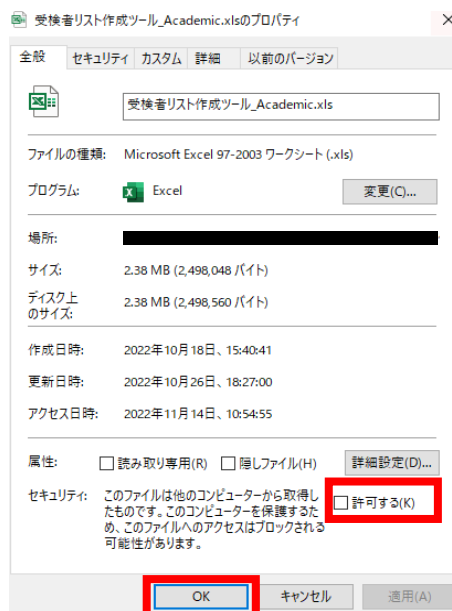 受検者リスト作成ツール_Academic.xlsのプロパティ
全般 セキュリティ カスタム 詳細 以前のバージョン
受検者リスト作成ツール_Academic.xls
ファイルの種類: Microsoft Excel 97-2003 ワークシート (.xls)
プログラム: Excel 変更(C)...
場所:
サイズ: 2.38 MB (2,498,048 バイト)
ディスク上
のサイズ: 2.38 MB (2,498,560 バイト)
作成日時: 2022年10月18日、15:40:41
更新日時: 2022年10月26日、18:27:00
アクセス日時: 2022年11月14日、10:54:55
属性: 読み取り専用(R) 隠しファイル(H) 詳細設定(D)...
セキュリティ: このファイルは他のコンピューターから取得し
たものです。このコンピューターを保護するた
め、このファイルへのアクセスはブロックされる
可能性があります。
許可する(K)
OK キャンセル 適用(A)